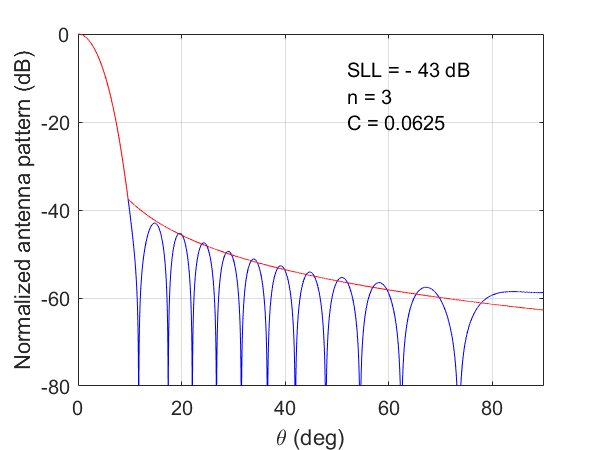 Normalized antenna pattern (dB)
0
-20
-40
-60
-80
SLL = - 43 dB
n = 3
C = 0.0625
0 20 40 60 80
θ (deg)